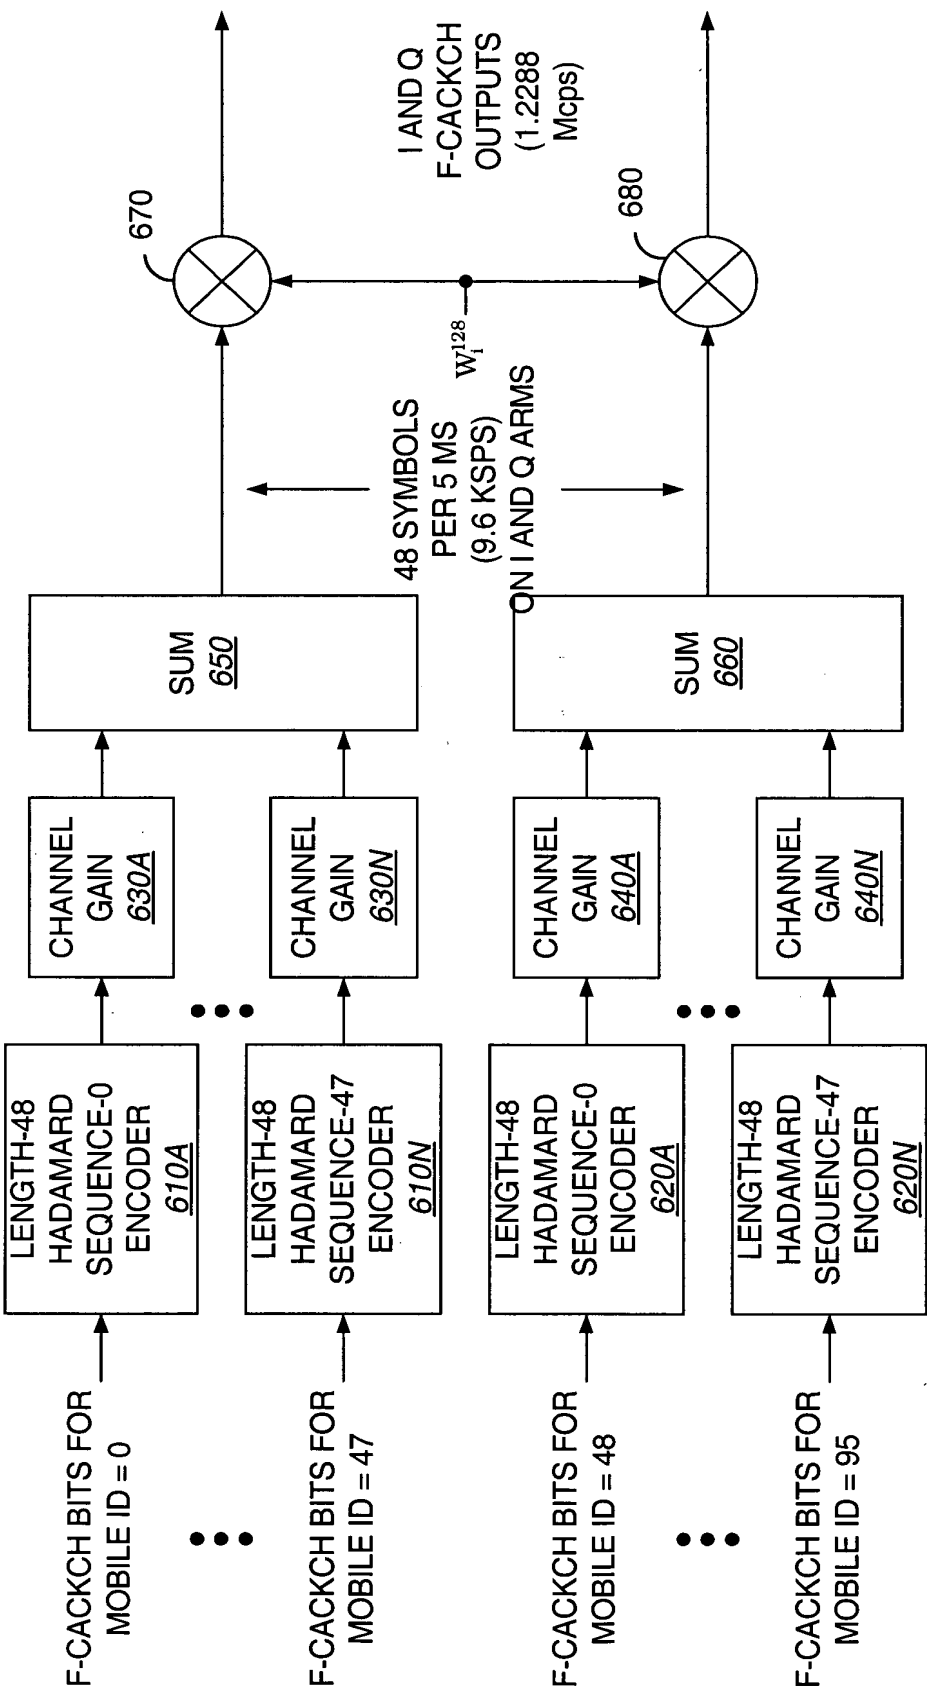 F-CACKCH BITS FOR
MOBILE ID = 0
LENGTH-48
HADAMARD
SEQUENCE-0
ENCODER
610A
CHANNEL
GAIN
630A
F-CACKCH BITS FOR
MOBILE ID = 47
LENGTH-48
HADAMARD
SEQUENCE-47
ENCODER
610N
CHANNEL
GAIN
630N
SUM
650
670
F-CACKCH BITS FOR
MOBILE ID = 48
LENGTH-48
HADAMARD
SEQUENCE-0
ENCODER
620A
CHANNEL
GAIN
640A
F-CACKCH BITS FOR
MOBILE ID = 95
LENGTH-48
HADAMARD
SEQUENCE-47
ENCODER
620N
CHANNEL
GAIN
640N
SUM
660
680
48 SYMBOLS
PER 5 MS
(9.6 KSPS)
ON I AND Q ARMS
W_i^128
I AND Q
F-CACKCH
OUTPUTS
(1.2288
Mcps)